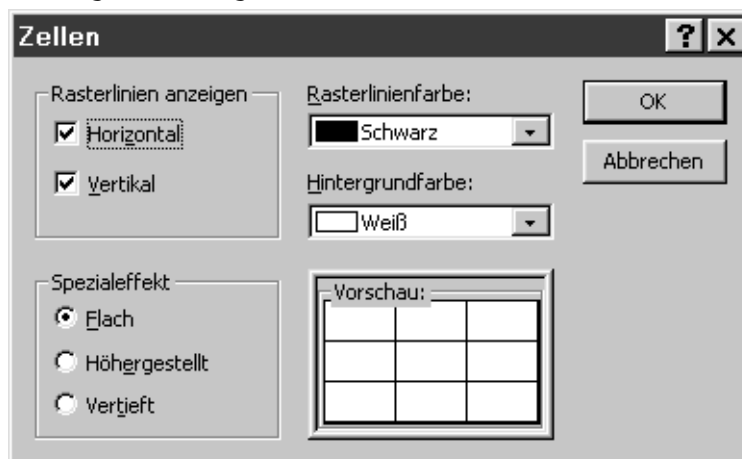 Zellen
Rasterlinien anzeigen
Horizontal
Vertikal
Rasterlinienfarbe:
Schwarz
Hintergrundfarbe:
Weiß
OK
Abbrechen
Spezialeffekt
Flach
Höhergestellt
Vertieft
Vorschau: